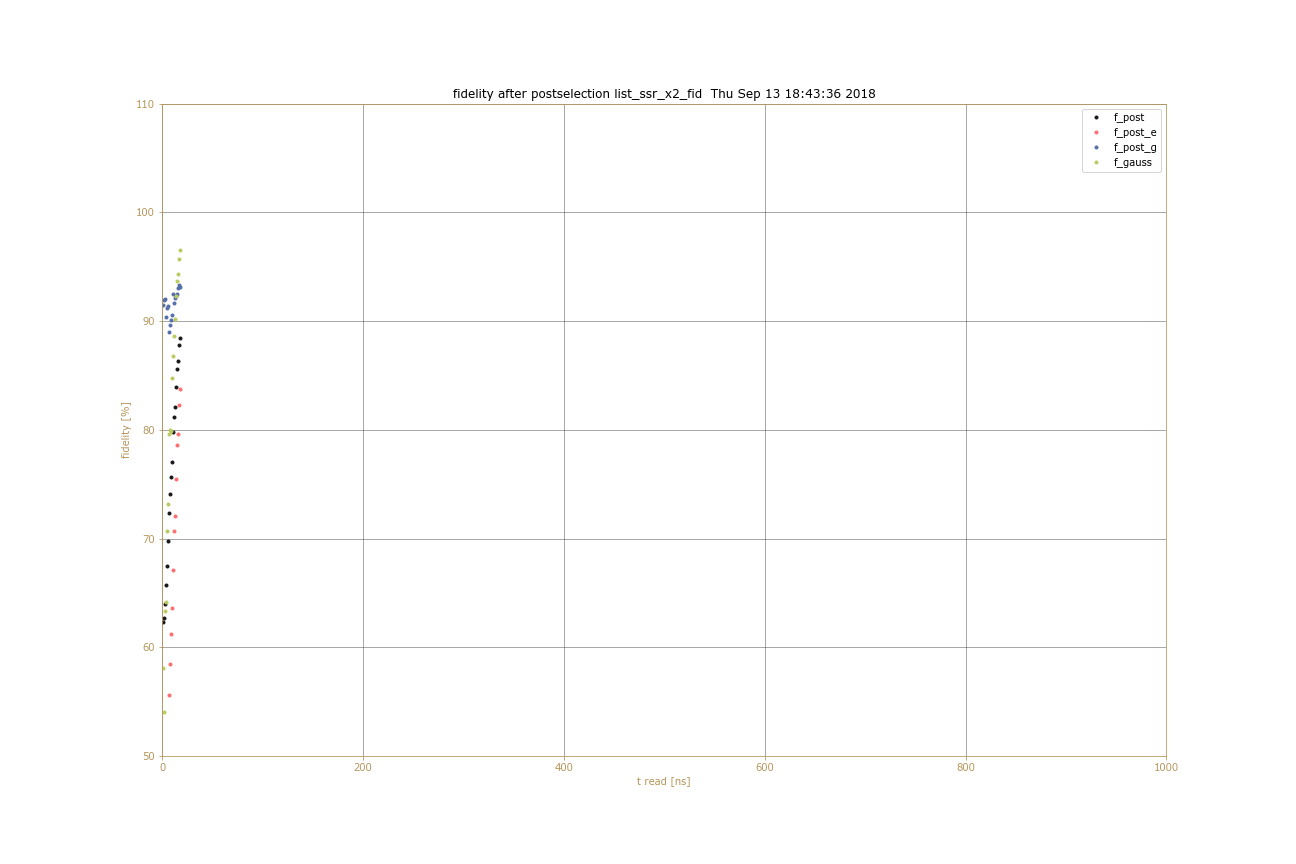 fidelity after postselection list_ssr_x2_fid  Thu Sep 13 18:43:36 2018
110
100
90
80
70
60
50
fidelity [%]
f_post
f_post_e
f_post_g
f_gauss
0
200
400
600
800
1000
t read [ns]